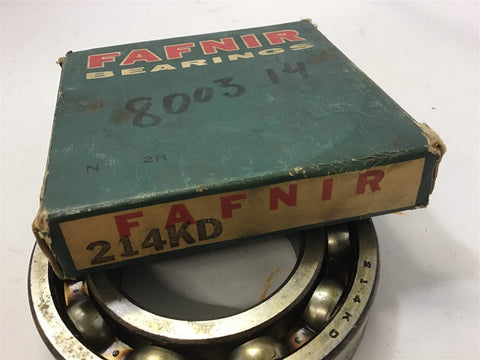 FAFNIR
BEARINGS
8003 14
N 2R
FAFNIR
214KD
214KD